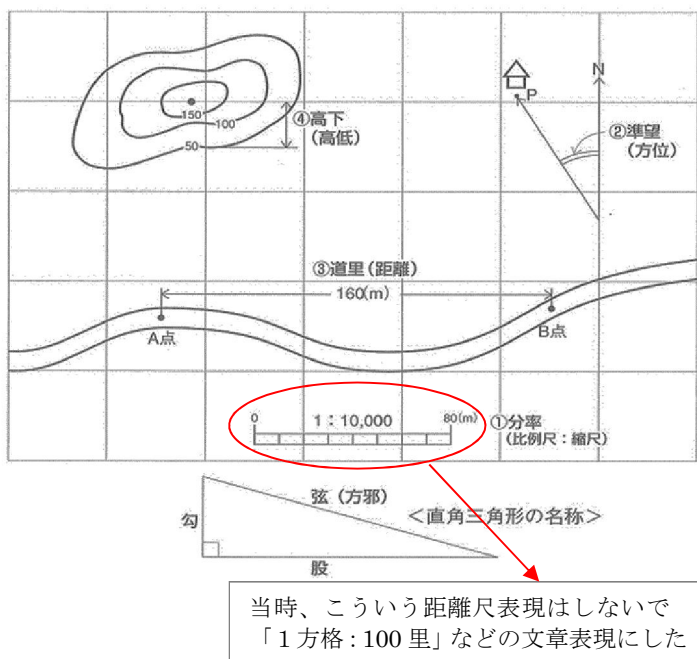 150
100
50
④高下
(高低)
P
N
②準望
(方位)
③道里(距離)
160(m)
A点
B点
0
1:10,000
80(m)
①分率
(比例尺:縮尺)
勾
弦(方邪)
股
<直角三角形の名称>
当時、こういう距離尺表現はしないで
「1方格:100里」などの文章表現にした